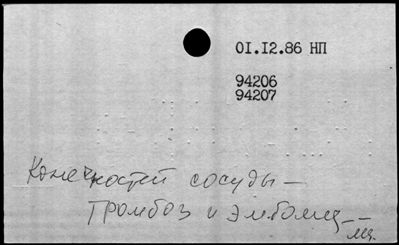 01.12.86 НП
94206
94207
Конечностей сосуды —
тромбоз и эмболия — —